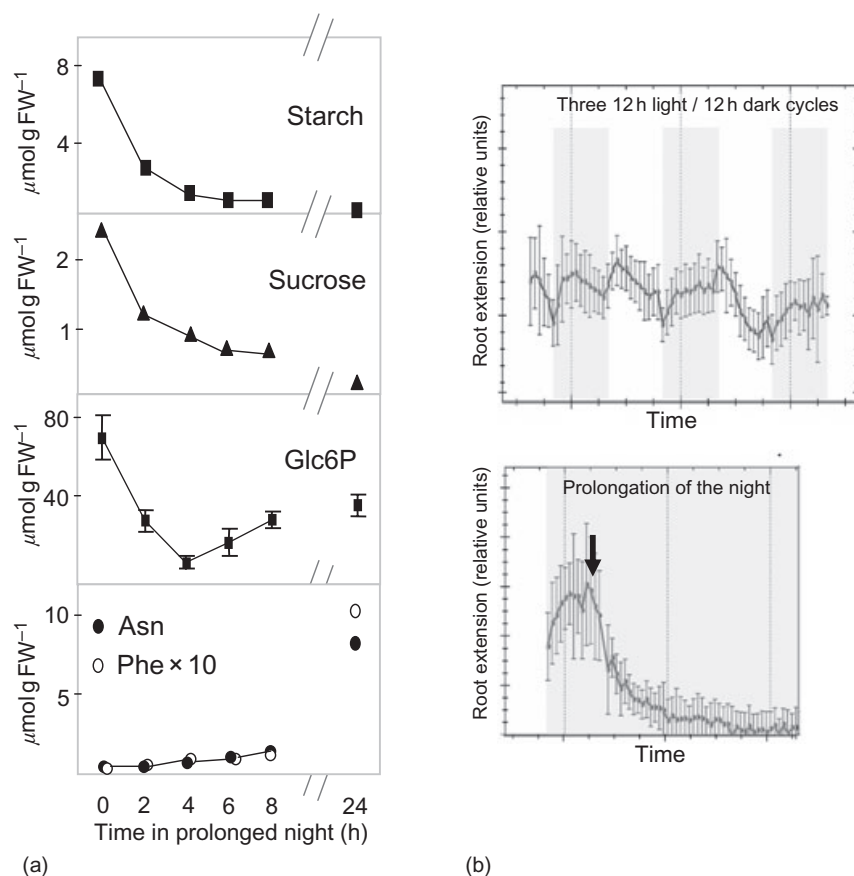 8
4
μmol g FW⁻¹
Starch
2
1
μmol g FW⁻¹
Sucrose
80
40
μmol g FW⁻¹
Glc6P
10
5
μmol g FW⁻¹
Asn
Phe × 10
0 2 4 6 8 24
Time in prolonged night (h)
(a)
Three 12 h light / 12 h dark cycles
Root extension (relative units)
Time
Prolongation of the night
Root extension (relative units)
Time
(b)